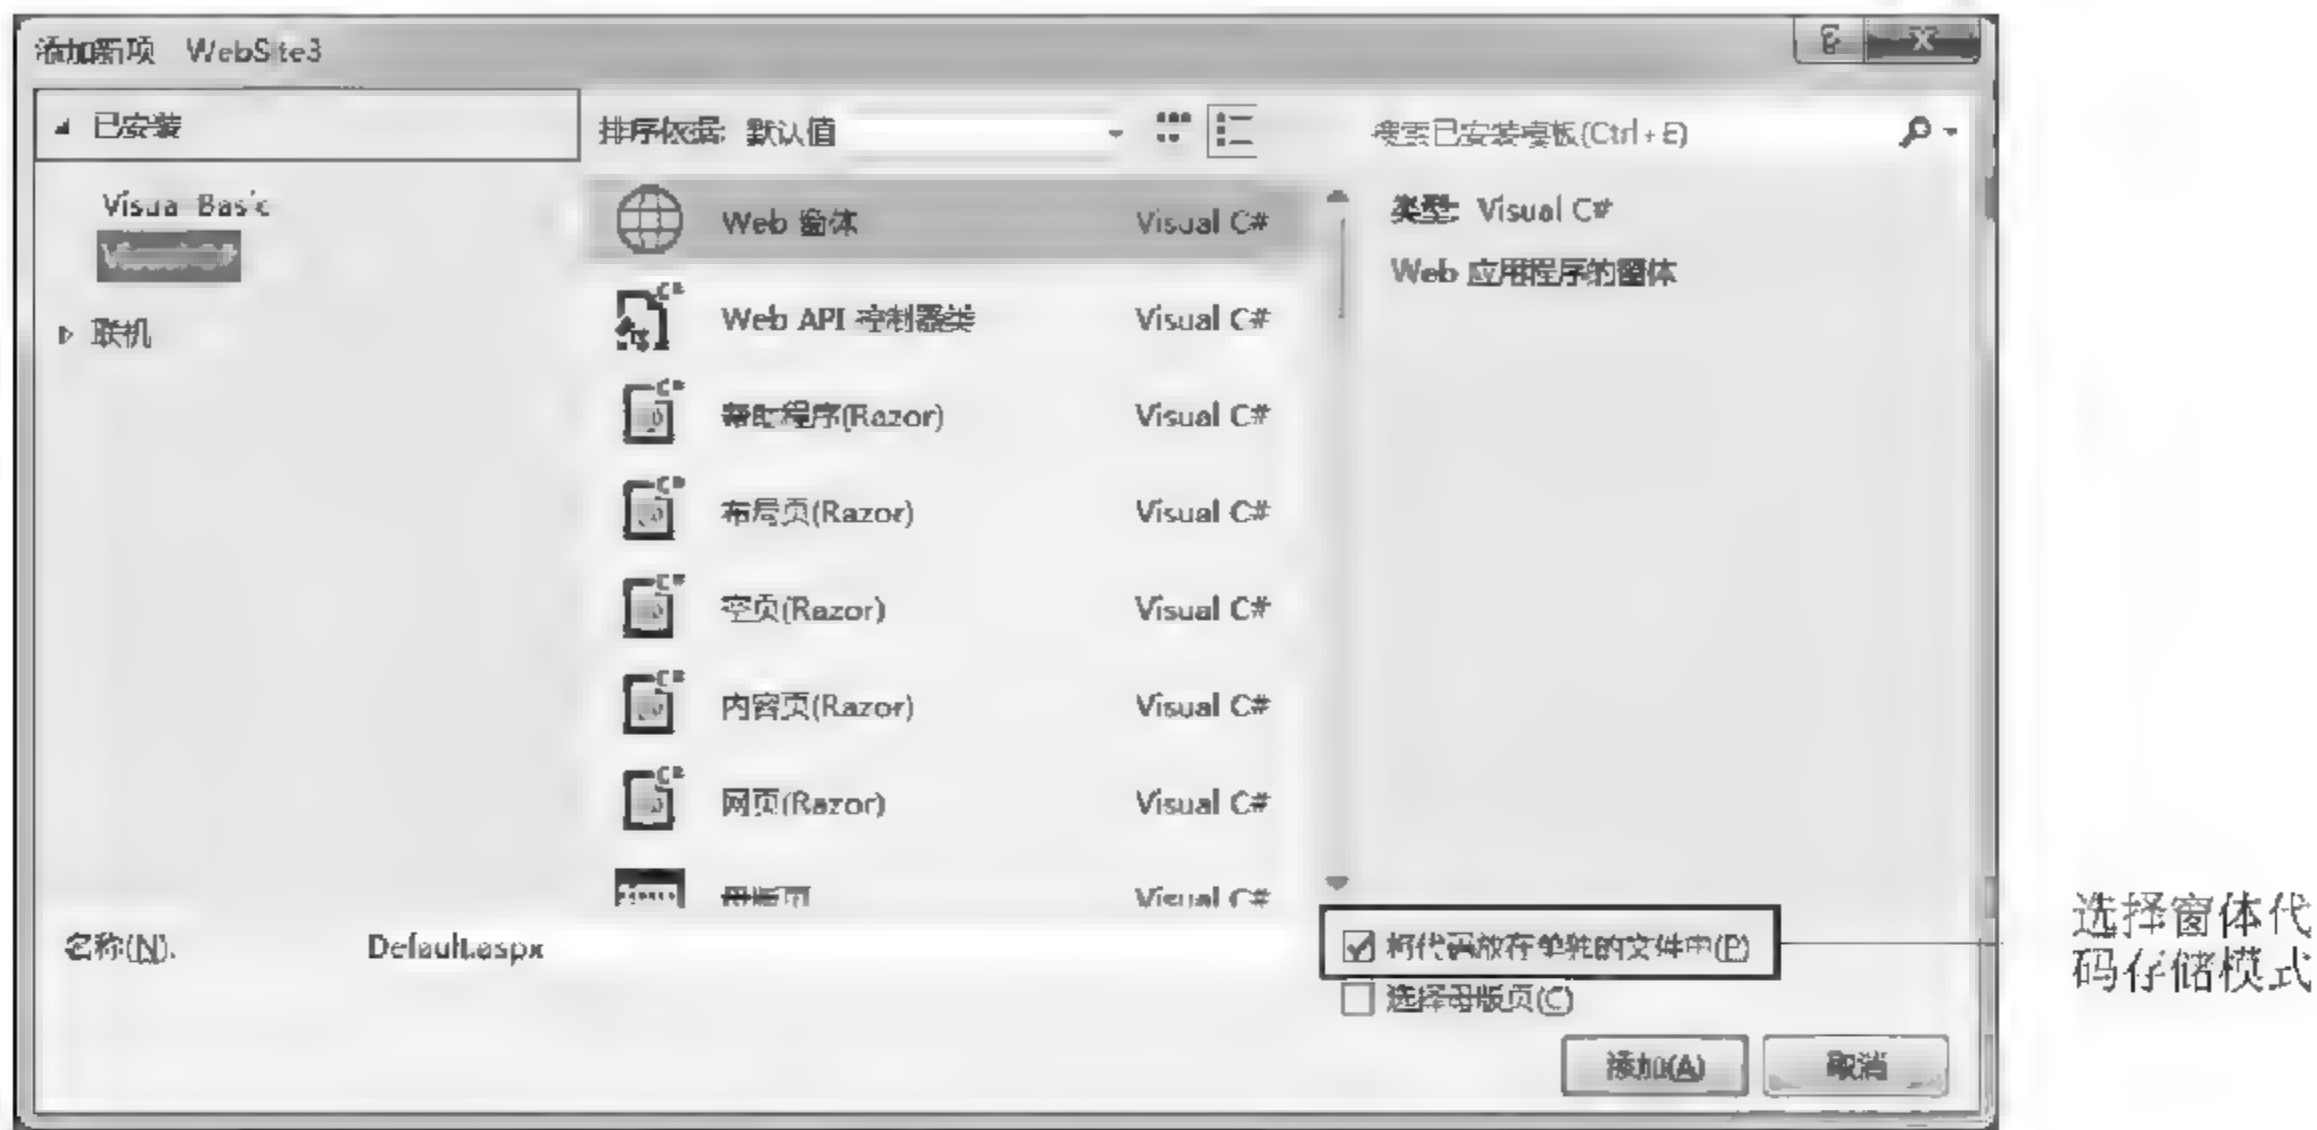 添加新项 WebSite3
已安装
排序依据: 默认值
搜索已安装模板(Ctrl+E)
Visual Basic
Visual C#
联机
Web 窗体 Visual C#
Web API 控制器类 Visual C#
帮助程序(Razor) Visual C#
布局页(Razor) Visual C#
空页(Razor) Visual C#
内容页(Razor) Visual C#
网页(Razor) Visual C#
母版页 Visual C#
类型: Visual C#
Web 应用程序的窗体
名称(N): Default.aspx
将代码放在单独的文件中(P)
选择母版页(C)
添加(A) 取消
选择窗体代
码存储模式